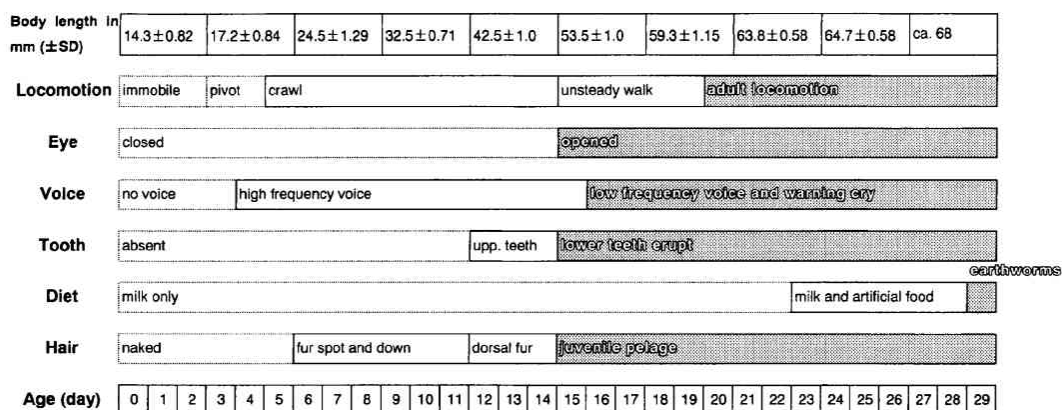 Body length in
mm (±SD) 14.3±0.82 17.2±0.84 24.5±1.29 32.5±0.71 42.5±1.0 53.5±1.0 59.3±1.15 63.8±0.58 64.7±0.58 ca. 68
Locomotion immobile pivot crawl unsteady walk adult locomotion
Eye closed opened
Voice no voice high frequency voice low frequency voice and warning cry
Tooth absent upp. teeth lower teeth erupt
earthworms
Diet milk only milk and artificial food
Hair naked fur spot and down dorsal fur juvenile pelage
Age (day) 0 1 2 3 4 5 6 7 8 9 10 11 12 13 14 15 16 17 18 19 20 21 22 23 24 25 26 27 28 29